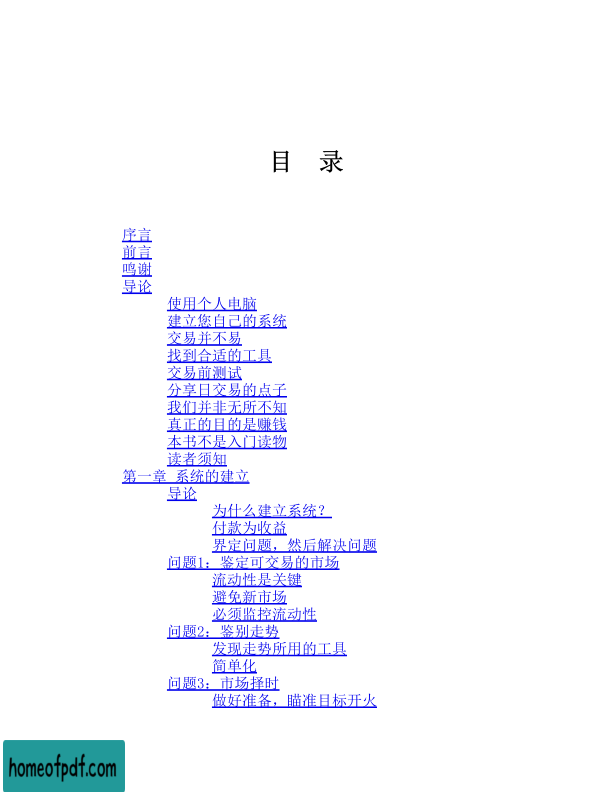 目 录
序言
前言
鸣谢
导论
使用个人电脑
建立您自己的系统
交易并不易
找到合适的工具
交易前测试
分享日交易的点子
我们并非无所不知
真正的目的是赚钱
本书不是入门读物
读者须知
第一章 系统的建立
导论
为什么建立系统？
付款为收益
界定问题，然后解决问题
问题1：鉴定可交易的市场
流动性是关键
避免新市场
必须监控流动性
问题2：鉴别走势
发现走势所用的工具
简单化
问题3：市场择时
做好准备，瞄准目标开火
homeofpdf.com